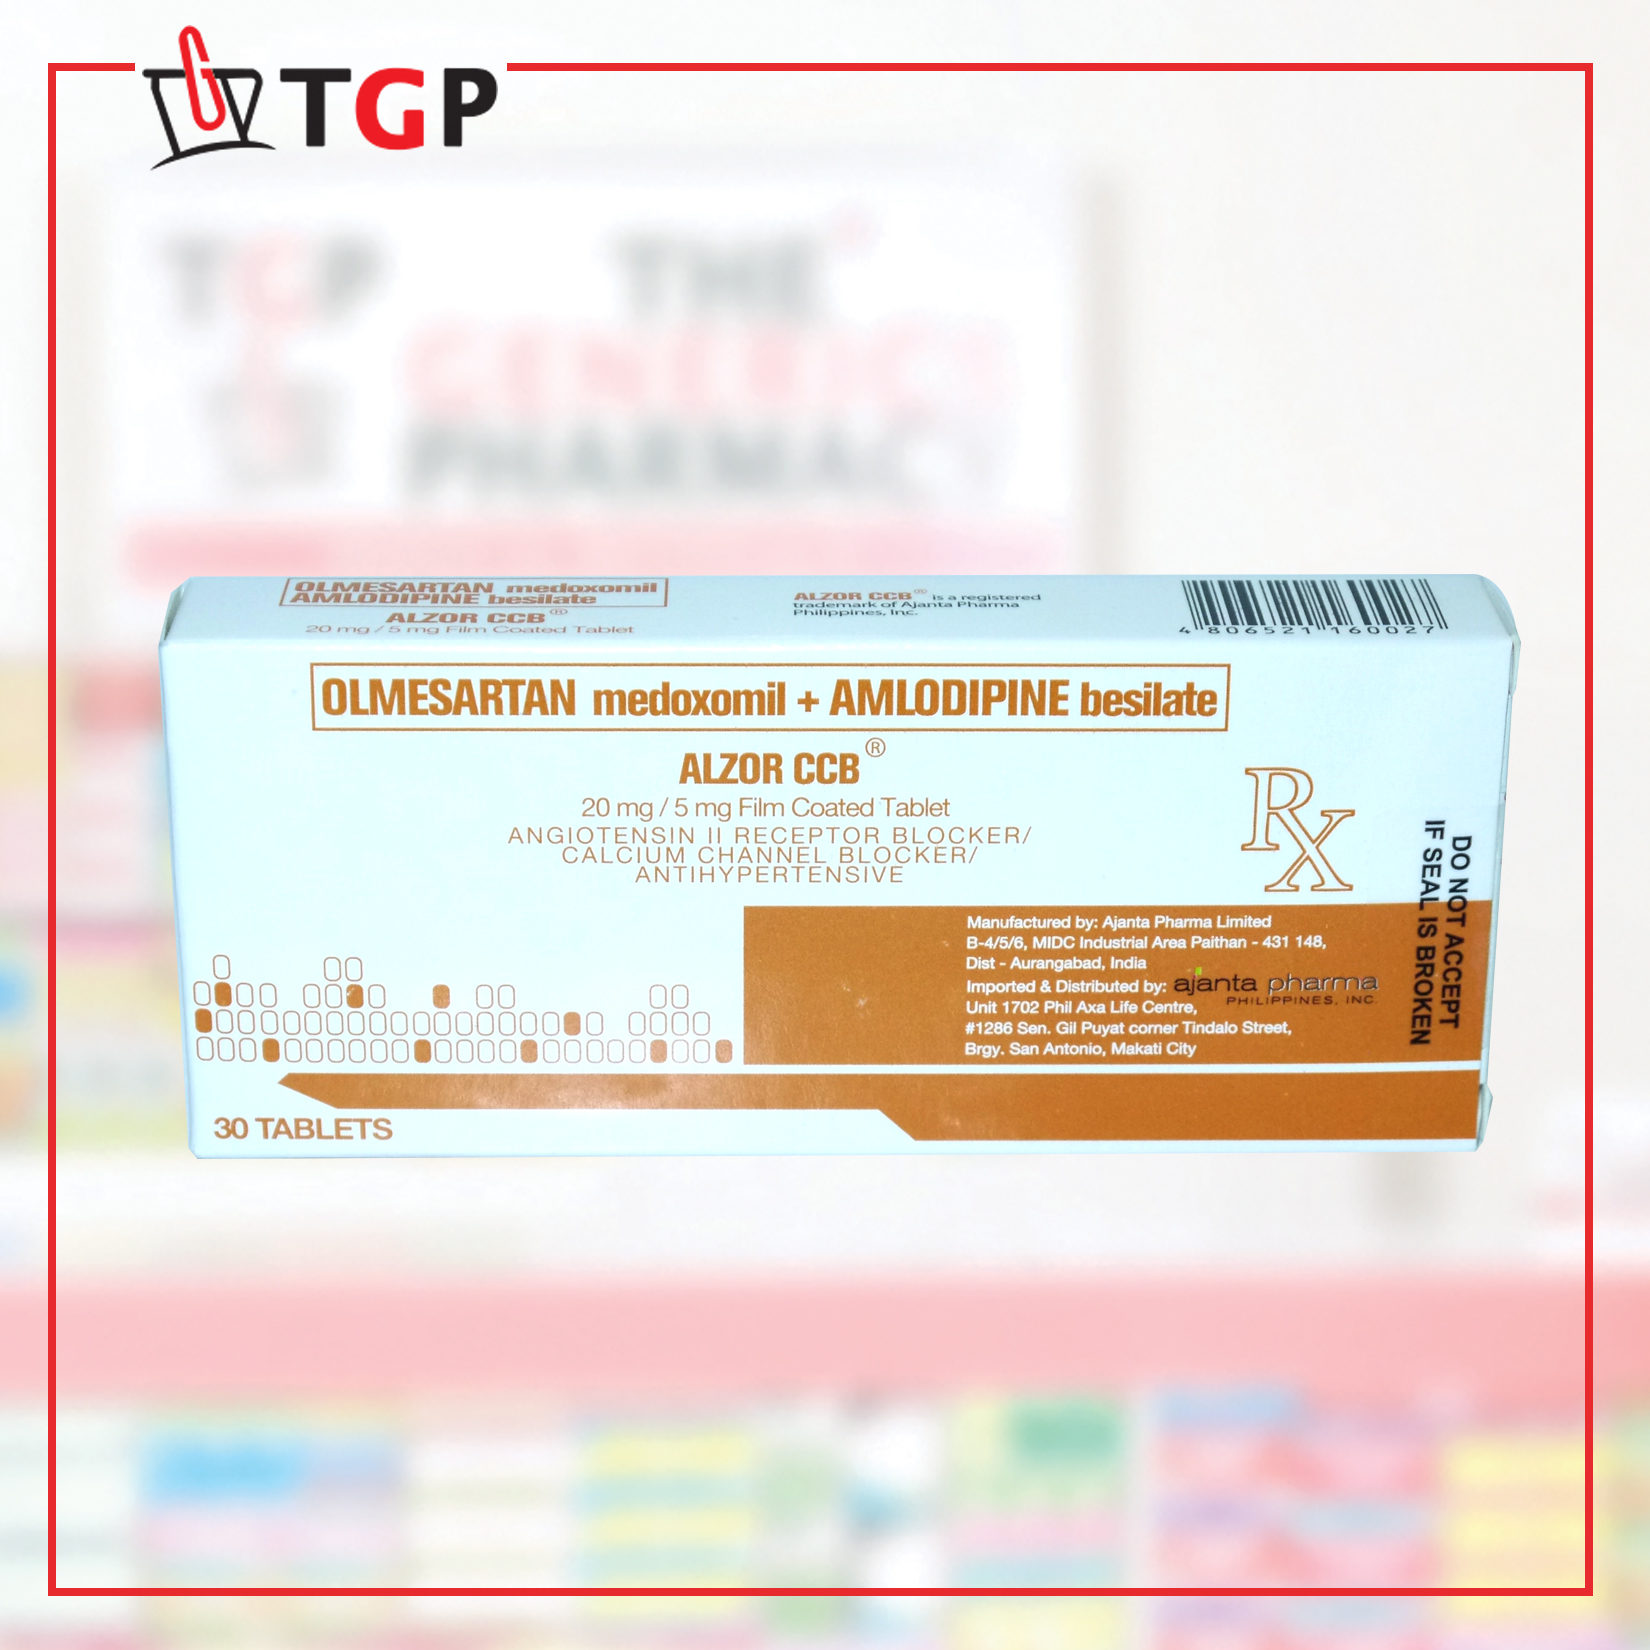 TGP
TGP
THE
GENERICS
PHARMACY
OLMESARTAN medoxomil
AMLODIPINE besilate
ALZOR CCB®
20 mg / 5 mg Film Coated Tablet
ALZOR CCB® is a registered
trademark of Ajanta Pharma
Philippines, Inc.
4 806521 160027
OLMESARTAN medoxomil + AMLODIPINE besilate
ALZOR CCB®
20 mg / 5 mg Film Coated Tablet
ANGIOTENSIN II RECEPTOR BLOCKER/
CALCIUM CHANNEL BLOCKER/
ANTIHYPERTENSIVE
Rx
DO NOT ACCEPT
IF SEAL IS BROKEN
Manufactured by: Ajanta Pharma Limited
B-4/5/6, MIDC Industrial Area Paithan - 431 148,
Dist - Aurangabad, India
Imported & Distributed by: ajanta pharma
PHILIPPINES, INC.
Unit 1702 Phil Axa Life Centre,
#1286 Sen. Gil Puyat corner Tindalo Street,
Brgy. San Antonio, Makati City
30 TABLETS